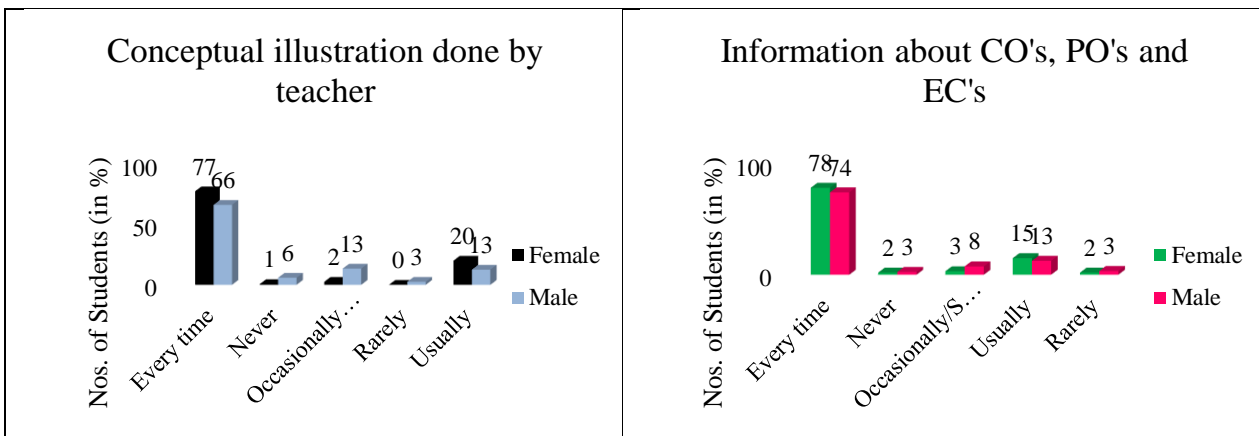 Conceptual illustration done by
teacher
Nos. of Students (in %)
100
50
0
77
66
1
6
2
13
0
3
20
13
Every time
Never
Occasionally…
Rarely
Usually
Female
Male
Information about CO's, PO's and
EC's
Nos. of Students (in %)
100
0
78
74
2
3
3
8
15
13
2
3
Every time
Never
Occasionally/S…
Usually
Rarely
Female
Male